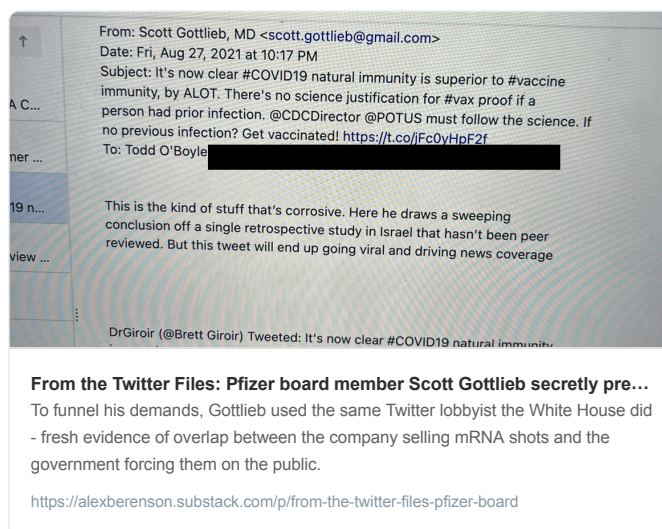 From: Scott Gottlieb, MD <scott.gottlieb@gmail.com>
Date: Fri, Aug 27, 2021 at 10:17 PM
Subject: It's now clear #COVID19 natural immunity is superior to #vaccine
immunity, by ALOT. There's no science justification for #vax proof if a
person had prior infection. @CDCDirector @POTUS must follow the science. If
no previous infection? Get vaccinated! https://t.co/jFc0yHpF2f
To: Todd O'Boyle
A C...
ner ...
19 n...
view ...
This is the kind of stuff that's corrosive. Here he draws a sweeping
conclusion off a single retrospective study in Israel that hasn't been peer
reviewed. But this tweet will end up going viral and driving news coverage
DrGiroir (@Brett Giroir) Tweeted: It's now clear #COVID19 natural immunity
From the Twitter Files: Pfizer board member Scott Gottlieb secretly pre...
To funnel his demands, Gottlieb used the same Twitter lobbyist the White House did
- fresh evidence of overlap between the company selling mRNA shots and the
government forcing them on the public.
https://alexberenson.substack.com/p/from-the-twitter-files-pfizer-board